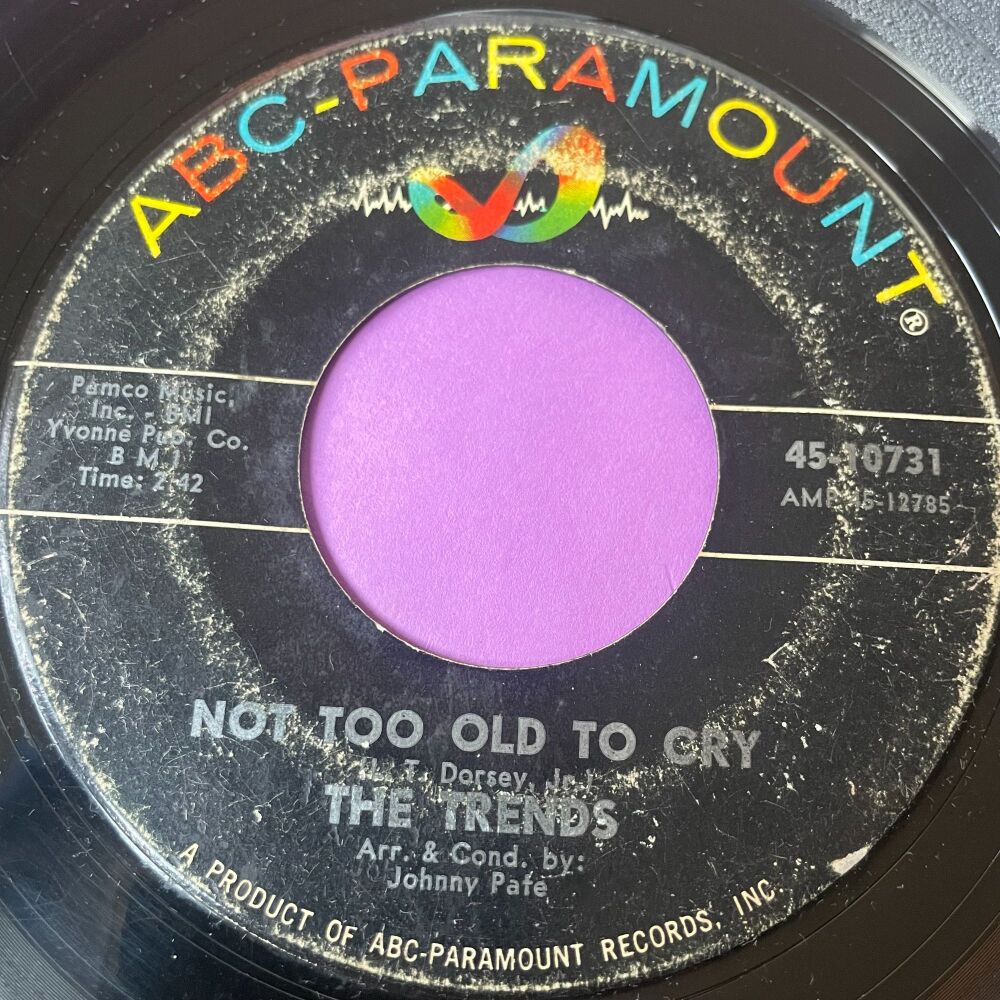 ABC-PARAMOUNT®
Pamco Music,
Inc. - BMI
Yvonne Pub. Co.
B M I
Time: 2:42
45-10731
AMP 45-12785
NOT TOO OLD TO CRY
(L. T. Dorsey, Jr.)
THE TRENDS
Arr. & Cond. by:
Johnny Pate
A PRODUCT OF ABC-PARAMOUNT RECORDS, INC